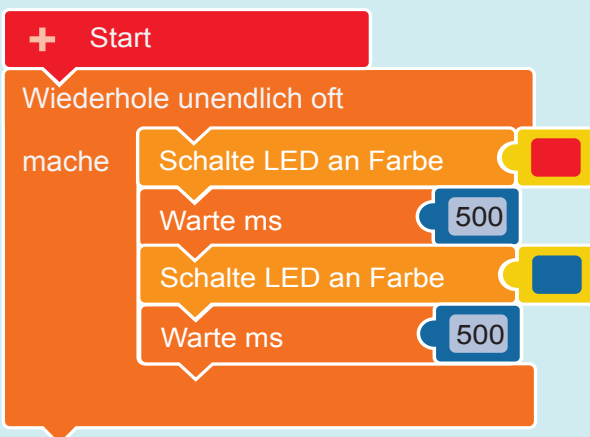 + Start
Wiederhole unendlich oft
mache Schalte LED an Farbe
Warte ms 500
Schalte LED an Farbe
Warte ms 500